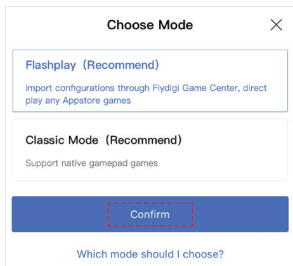 Choose Mode
Flashplay（Recommend）
Import configurations through Flydigi Game Center, direct
play any Appstore games
Classic Mode（Recommend）
Support native gamepad games
Confirm
Which mode should I choose?